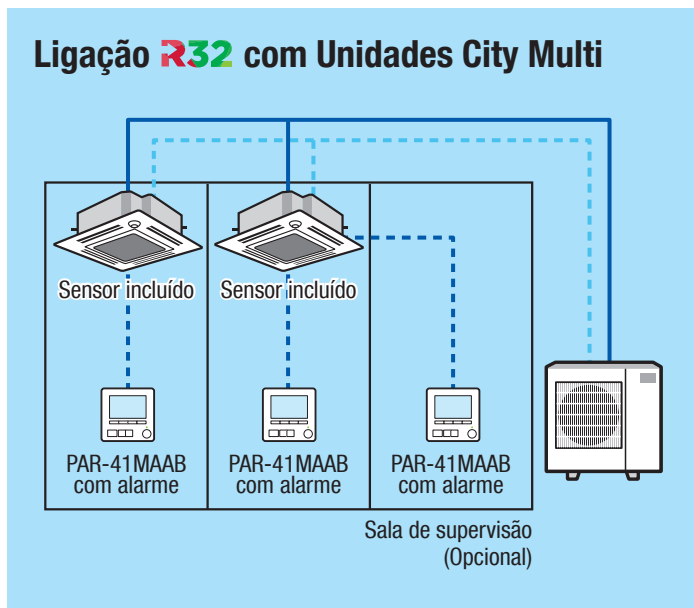 Ligação R32 com Unidades City Multi
Sensor incluído
Sensor incluído
PAR-41MAAB
com alarme
PAR-41MAAB
com alarme
PAR-41MAAB
com alarme
Sala de supervisão
(Opcional)